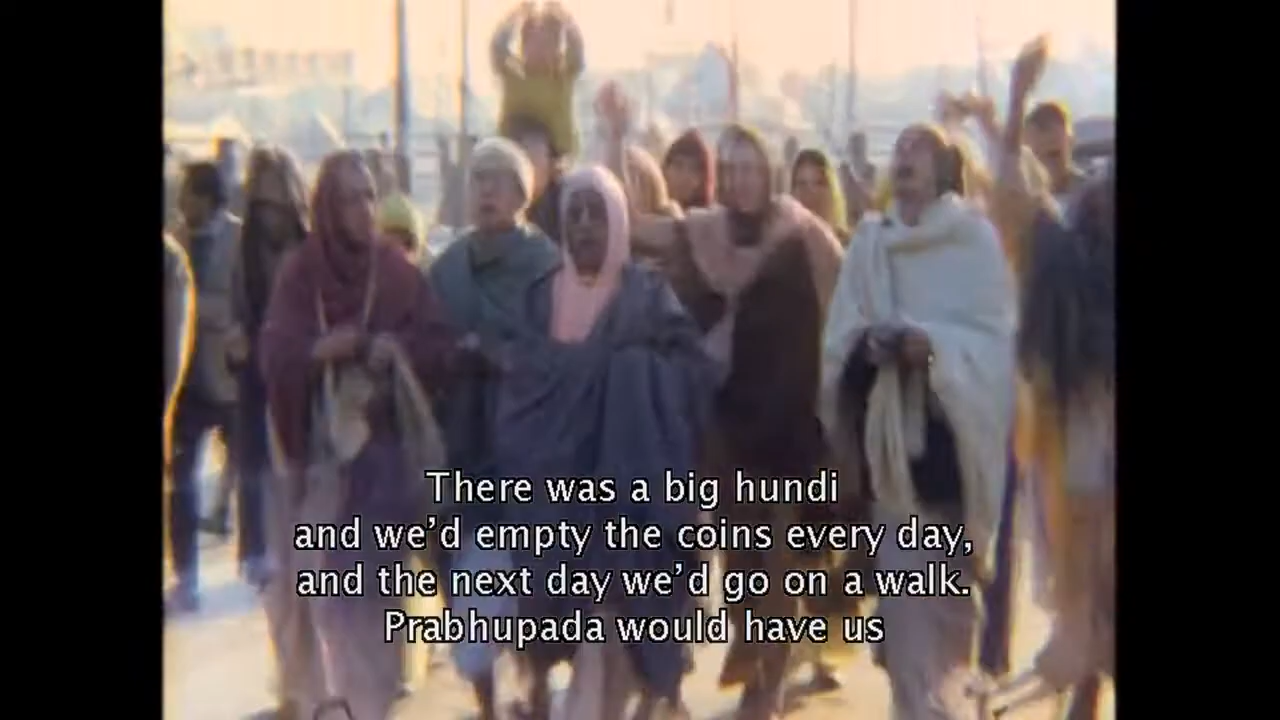 There was a big hundi
and we’d empty the coins every day,
and the next day we’d go on a walk.
Prabhupada would have us